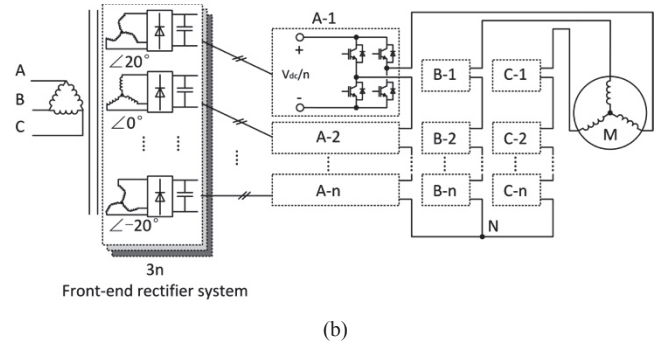 A-1
A
B
C
∠20°
∠0°
∠−20°
+
Vdc/n
-
A-2
A-n
B-1
B-2
B-n
C-1
C-2
C-n
M
N
3n
Front-end rectifier system
(b)